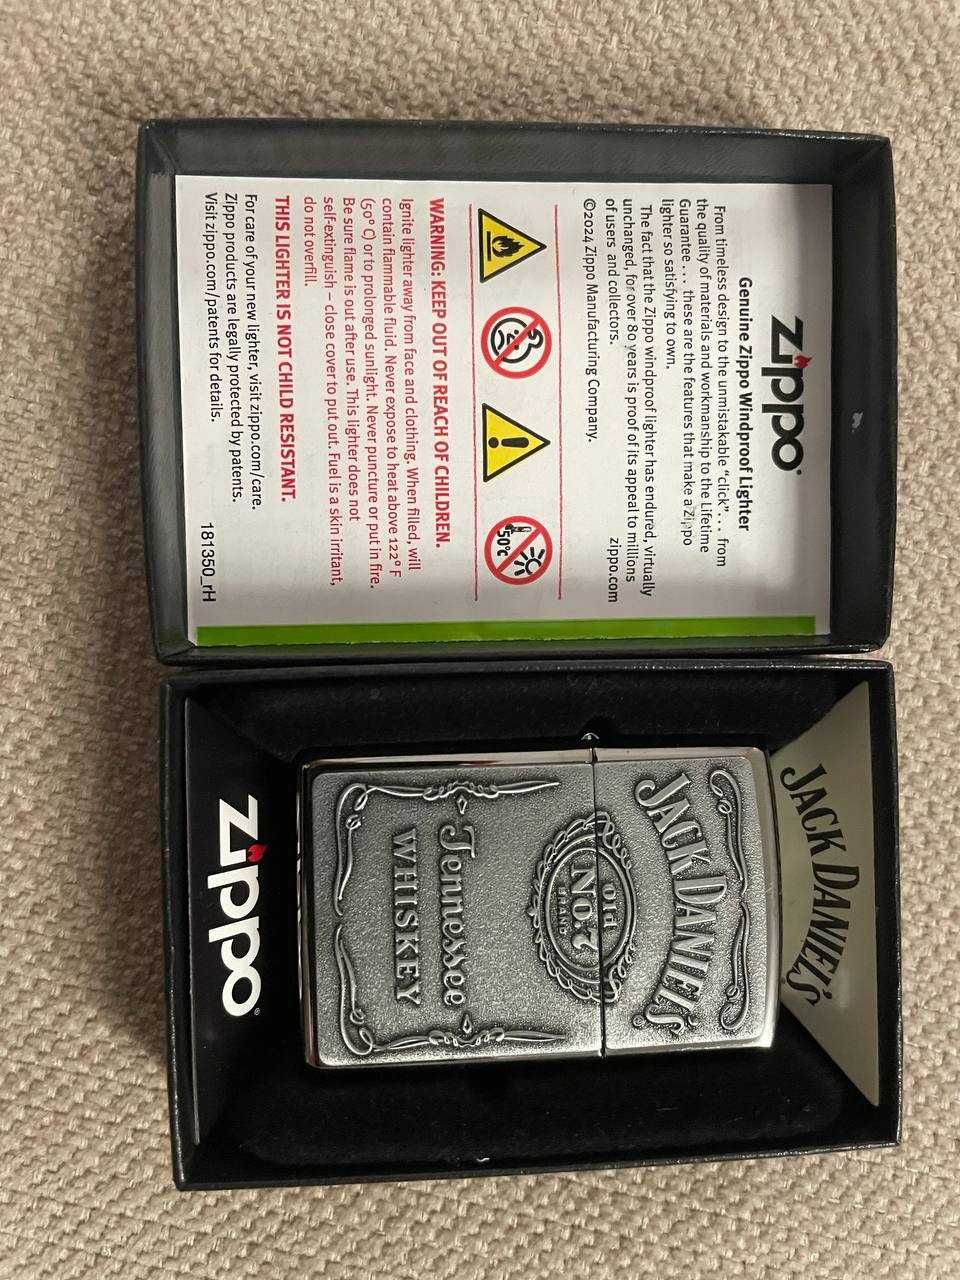 zippo
Genuine Zippo Windproof Lighter
From timeless design to the unmistakable “click” . . . from
the quality of materials and workmanship to the Lifetime
Guarantee . . . these are the features that make a Zippo
lighter so satisfying to own.
The fact that the Zippo windproof lighter has endured, virtually
unchanged, for over 80 years is proof of its appeal to millions
of users and collectors.
zippo.com
©2024 Zippo Manufacturing Company.
50°C
WARNING: KEEP OUT OF REACH OF CHILDREN.
Ignite lighter away from face and clothing. When filled, will
contain flammable fluid. Never expose to heat above 122° F
(50° C) or to prolonged sunlight. Never puncture or put in fire.
Be sure flame is out after use. This lighter does not
self-extinguish – close cover to put out. Fuel is a skin irritant,
do not overfill.
THIS LIGHTER IS NOT CHILD RESISTANT.
For care of your new lighter, visit zippo.com/care.
Zippo products are legally protected by patents.
Visit zippo.com/patents for details.
181350_rH
JACK DANIEL'S
JACK DANIEL'S®
Old
NO.7
BRAND
Tennessee
WHISKEY
zippo®